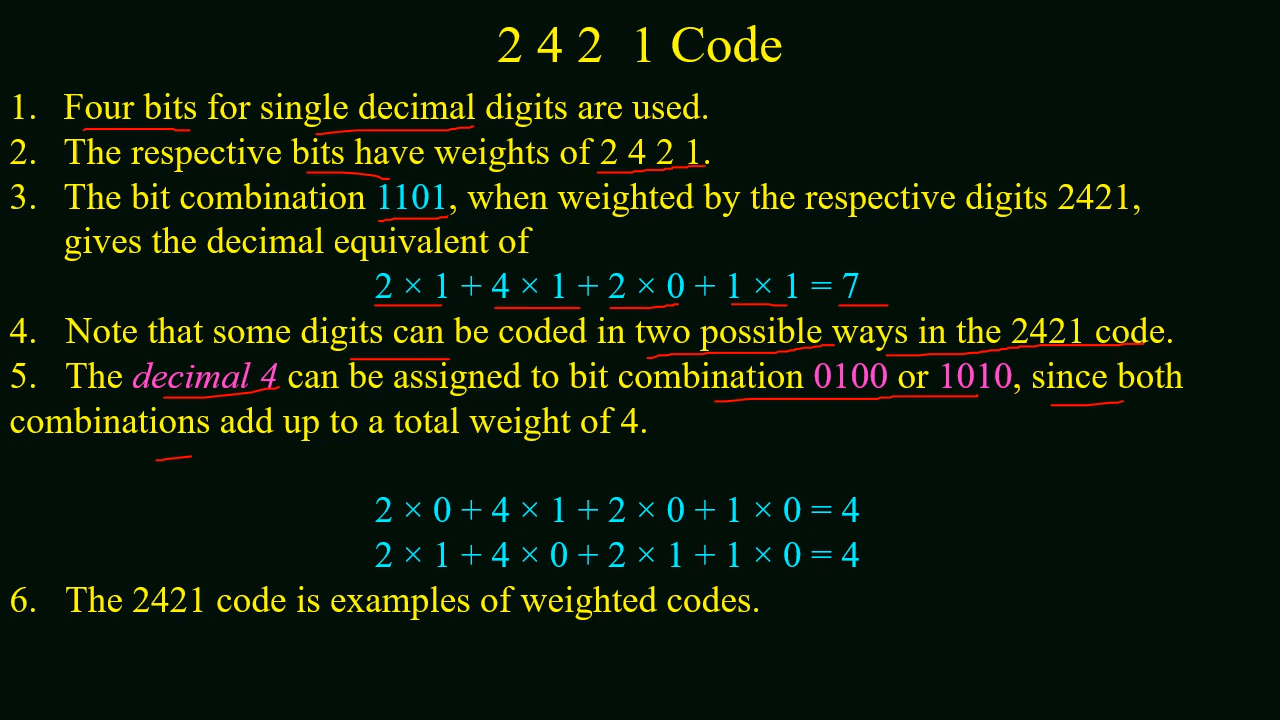 2 4 2 1 Code
1. Four bits for single decimal digits are used.
2. The respective bits have weights of 2 4 2 1.
3. The bit combination 1101, when weighted by the respective digits 2421,
gives the decimal equivalent of
2 × 1 + 4 × 1 + 2 × 0 + 1 × 1 = 7
4. Note that some digits can be coded in two possible ways in the 2421 code.
5. The decimal 4 can be assigned to bit combination 0100 or 1010, since both
combinations add up to a total weight of 4.
2 × 0 + 4 × 1 + 2 × 0 + 1 × 0 = 4
2 × 1 + 4 × 0 + 2 × 1 + 1 × 0 = 4
6. The 2421 code is examples of weighted codes.